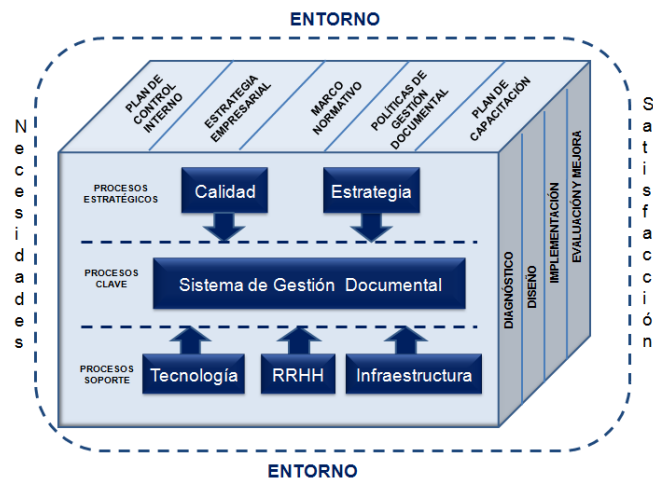 ENTORNO
Necesidades
PLAN DE
CONTROL
INTERNO
ESTRATEGIA
EMPRESARIAL
MARCO
NORMATIVO
POLÍTICAS DE
GESTIÓN
DOCUMENTAL
PLAN DE
CAPACITACIÓN
Satisfacción
PROCESOS
ESTRATÉGICOS
Calidad
Estrategia
PROCESOS
CLAVE
Sistema de Gestión Documental
PROCESOS
SOPORTE
Tecnología
RRHH
Infraestructura
DIAGNÓSTICO
DISEÑO
IMPLEMENTACIÓN
EVALUACIÓN Y MEJORA
ENTORNO